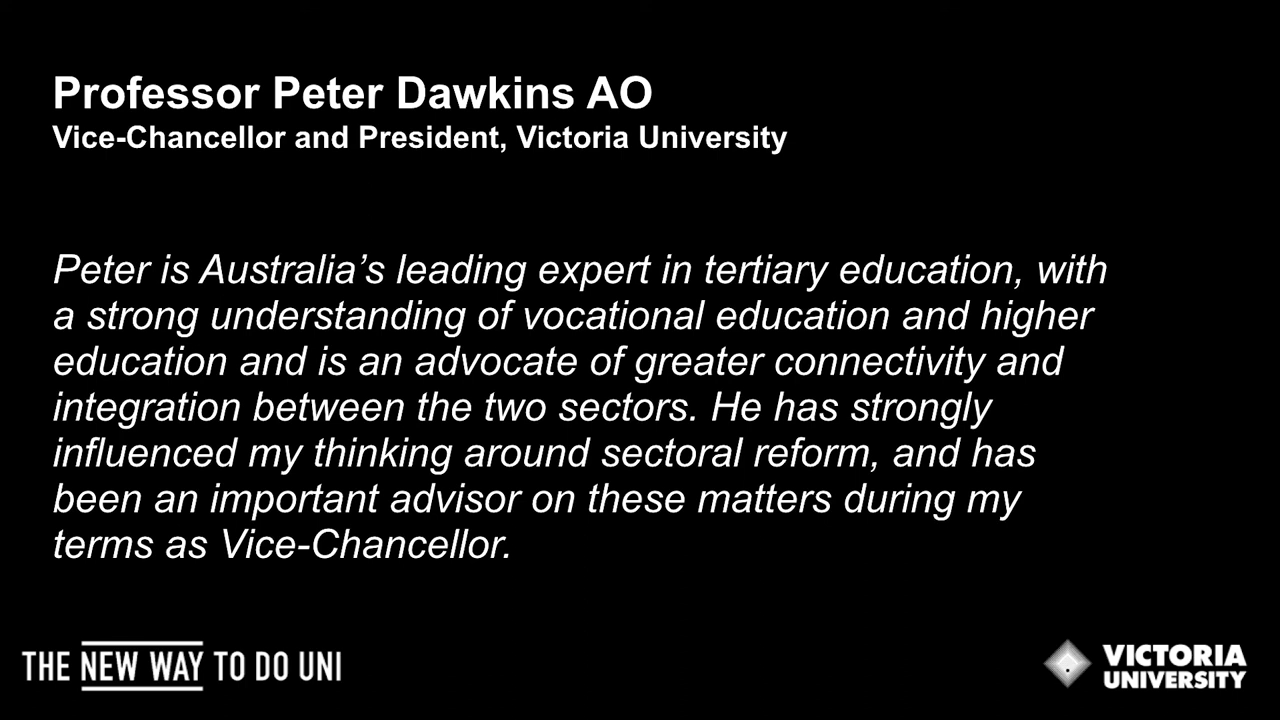 Professor Peter Dawkins AO
Vice-Chancellor and President, Victoria University
Peter is Australia’s leading expert in tertiary education, with
a strong understanding of vocational education and higher
education and is an advocate of greater connectivity and
integration between the two sectors. He has strongly
influenced my thinking around sectoral reform, and has
been an important advisor on these matters during my
terms as Vice-Chancellor.
THE NEW WAY TO DO UNI
VICTORIA
UNIVERSITY